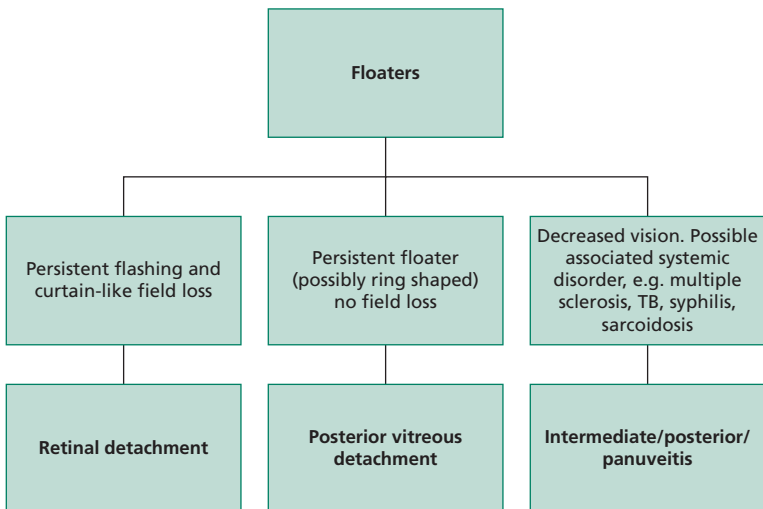 Floaters
Persistent flashing and
curtain-like field loss
Persistent floater
(possibly ring shaped)
no field loss
Decreased vision. Possible
associated systemic
disorder, e.g. multiple
sclerosis, TB, syphilis,
sarcoidosis
Retinal detachment
Posterior vitreous
detachment
Intermediate/posterior/
panuveitis